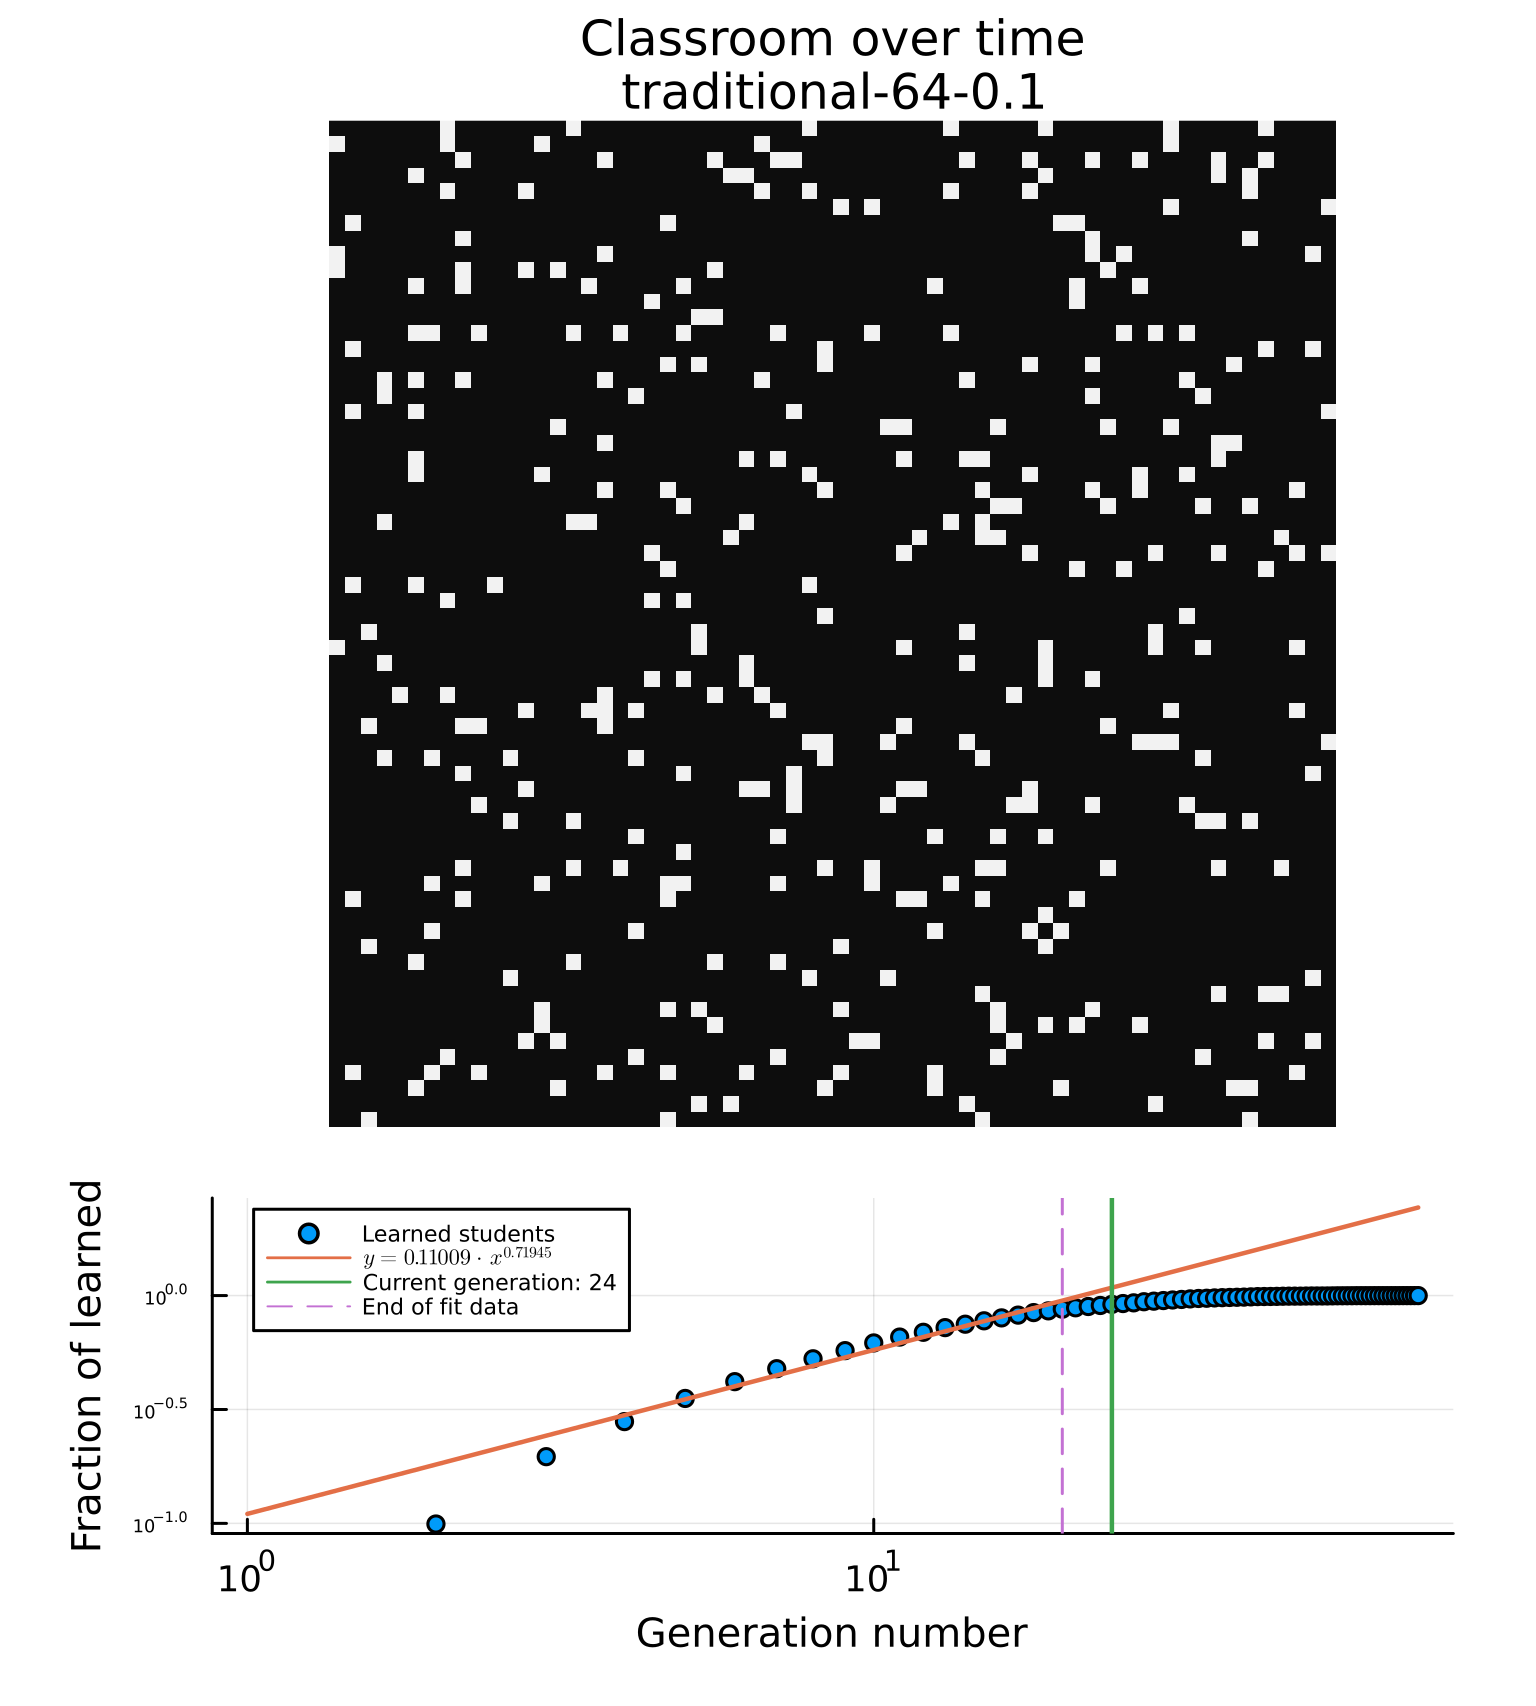 Classroom over time
traditional-64-0.1
Fraction of learned
Learned students
y = 0.11009 · x^0.71945
Current generation: 24
End of fit data
10^0.0
10^−0.5
10^−1.0
10^0
10^1
Generation number